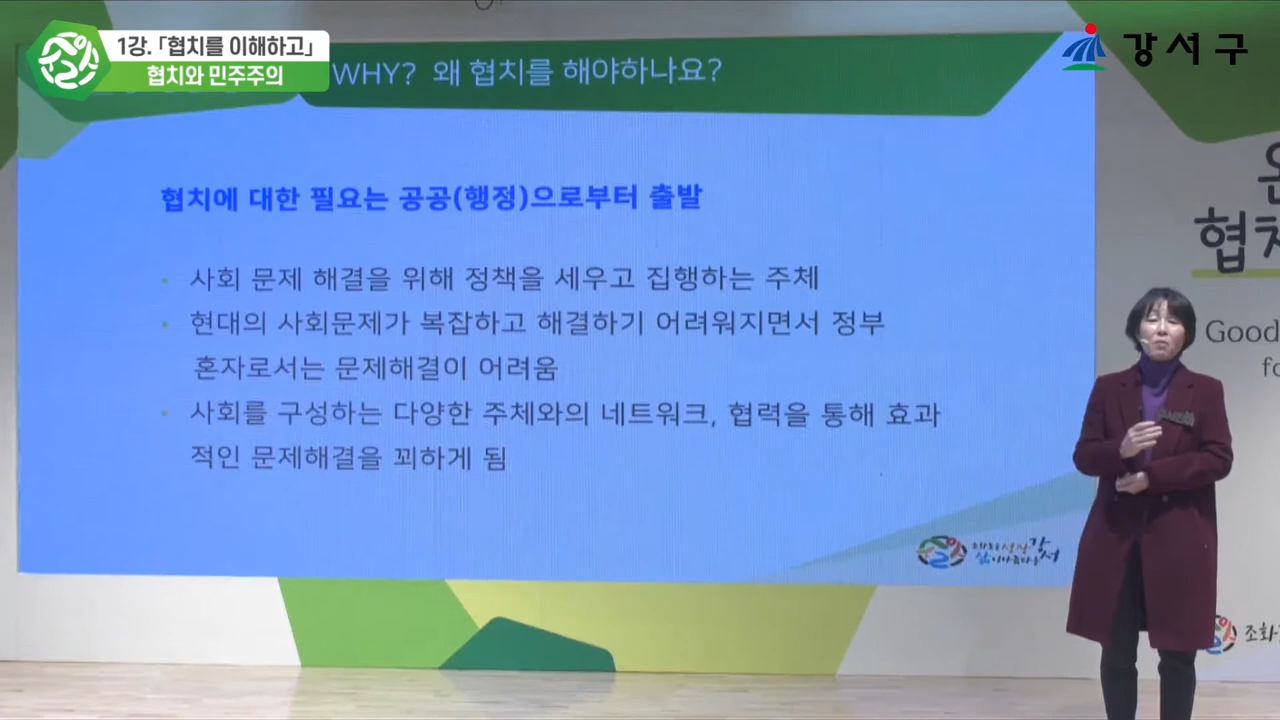 1강. 「협치를 이해하고」
협치와 민주주의
강서구
WHY? 왜 협치를 해야하나요?
협치에 대한 필요는 공공(행정)으로부터 출발
• 사회 문제 해결을 위해 정책을 세우고 집행하는 주체
• 현대의 사회문제가 복잡하고 해결하기 어려워지면서 정부
혼자로서는 문제해결이 어려움
• 사회를 구성하는 다양한 주체와의 네트워크, 협력을 통해 효과
적인 문제해결을 꾀하게 됨
협치
Good
fo
강서
조화